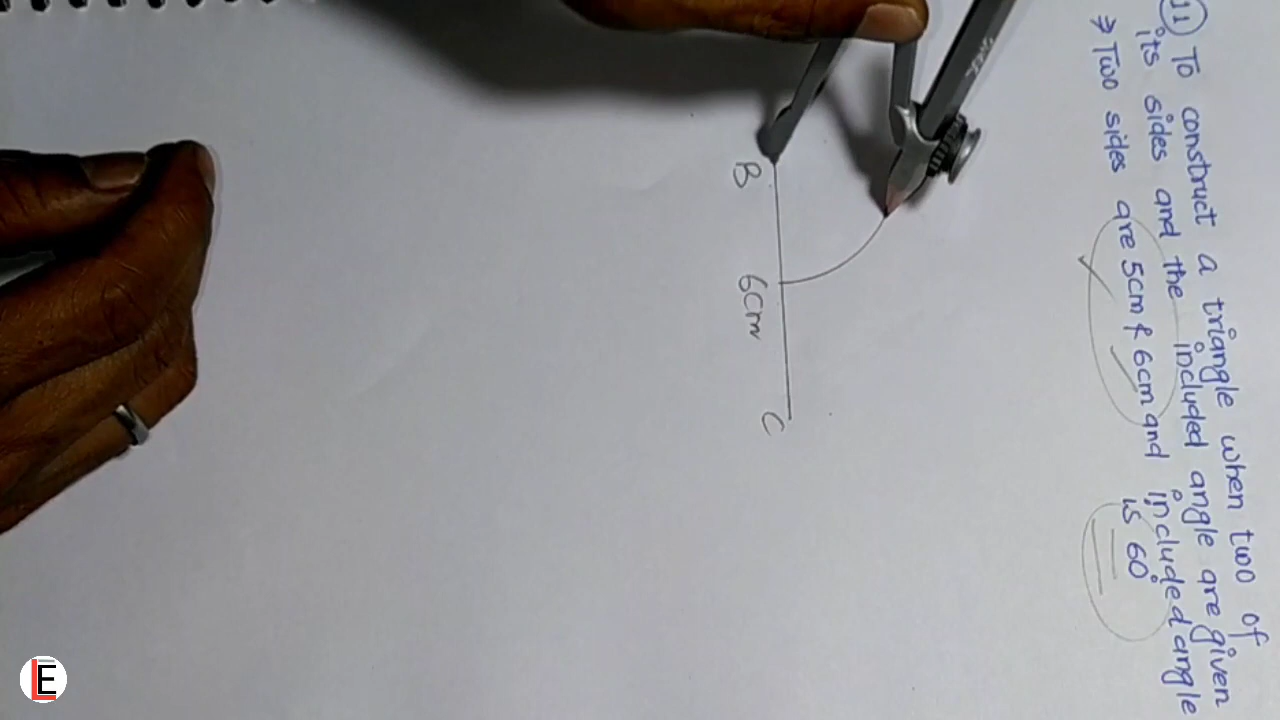 11 To construct a triangle when two of
its sides and the included angle are given
⇒ Two sides are 5cm & 6cm and included angle
is 60°
B
6cm
C
LE